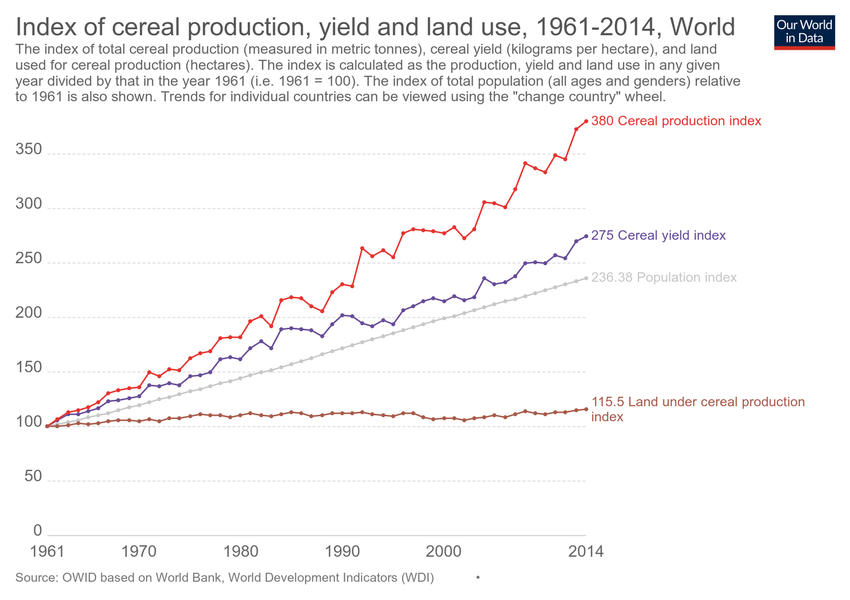 Index of cereal production, yield and land use, 1961-2014, World
Our World
in Data
The index of total cereal production (measured in metric tonnes), cereal yield (kilograms per hectare), and land
used for cereal production (hectares). The index is calculated as the production, yield and land use in any given
year divided by that in the year 1961 (i.e. 1961 = 100). The index of total population (all ages and genders) relative
to 1961 is also shown. Trends for individual countries can be viewed using the "change country" wheel.
380 Cereal production index
350
300
275 Cereal yield index
250
236.38 Population index
200
150
115.5 Land under cereal production
index
100
50
0
1961 1970 1980 1990 2000 2014
Source: OWID based on World Bank, World Development Indicators (WDI) •